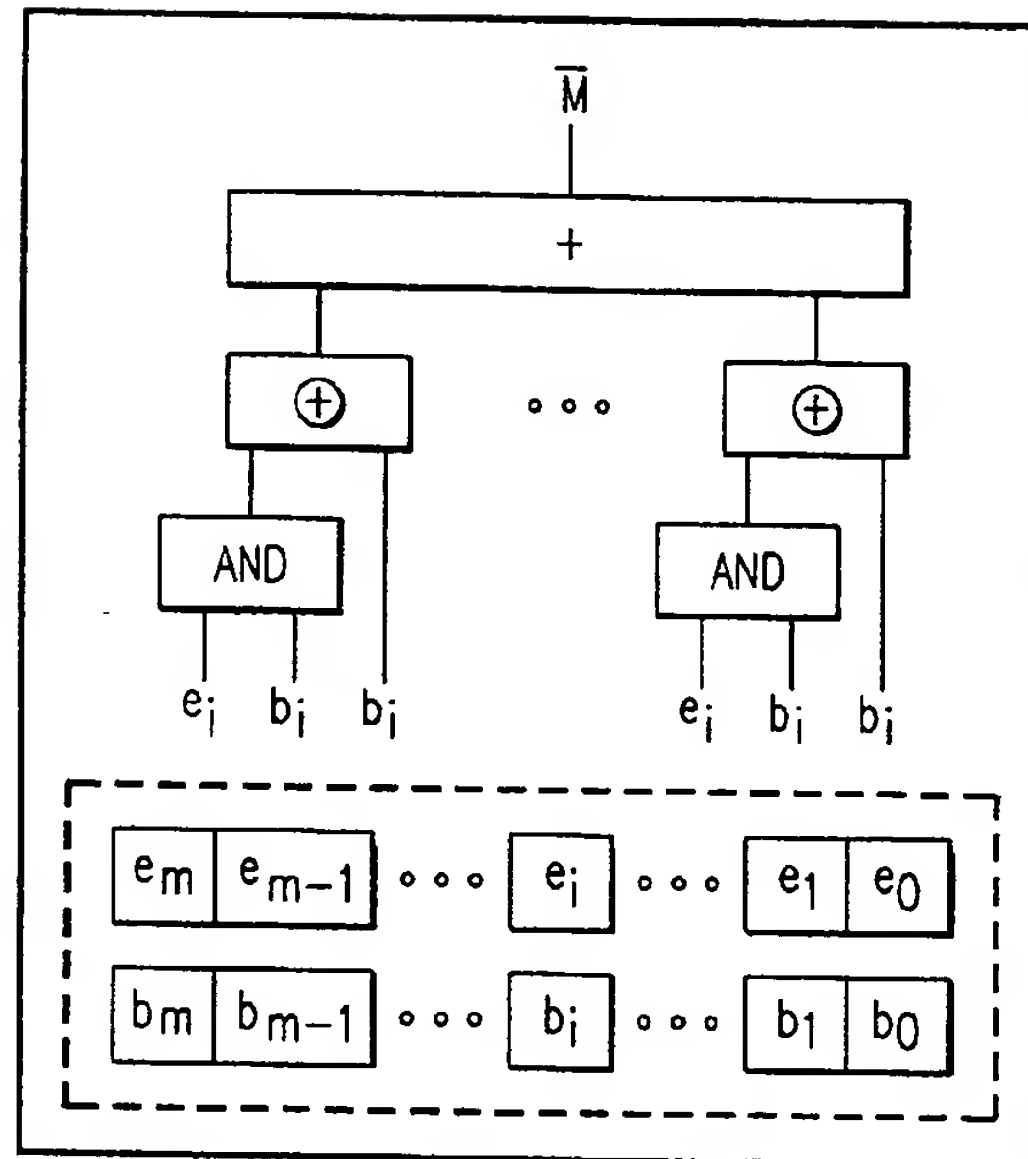 M̅
+
⊕ ∘ ∘ ∘ ⊕
AND AND
eᵢ bᵢ bᵢ eᵢ bᵢ bᵢ
eₘ eₘ₋₁ ∘ ∘ ∘ eᵢ ∘ ∘ ∘ e₁ e₀
bₘ bₘ₋₁ ∘ ∘ ∘ bᵢ ∘ ∘ ∘ b₁ b₀